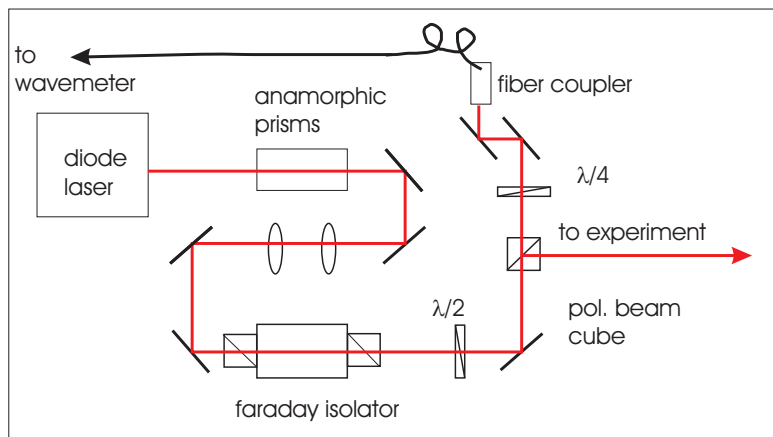 to
wavemeter
fiber coupler
anamorphic
prisms
diode
laser
λ/4
to experiment
λ/2
pol. beam
cube
faraday isolator